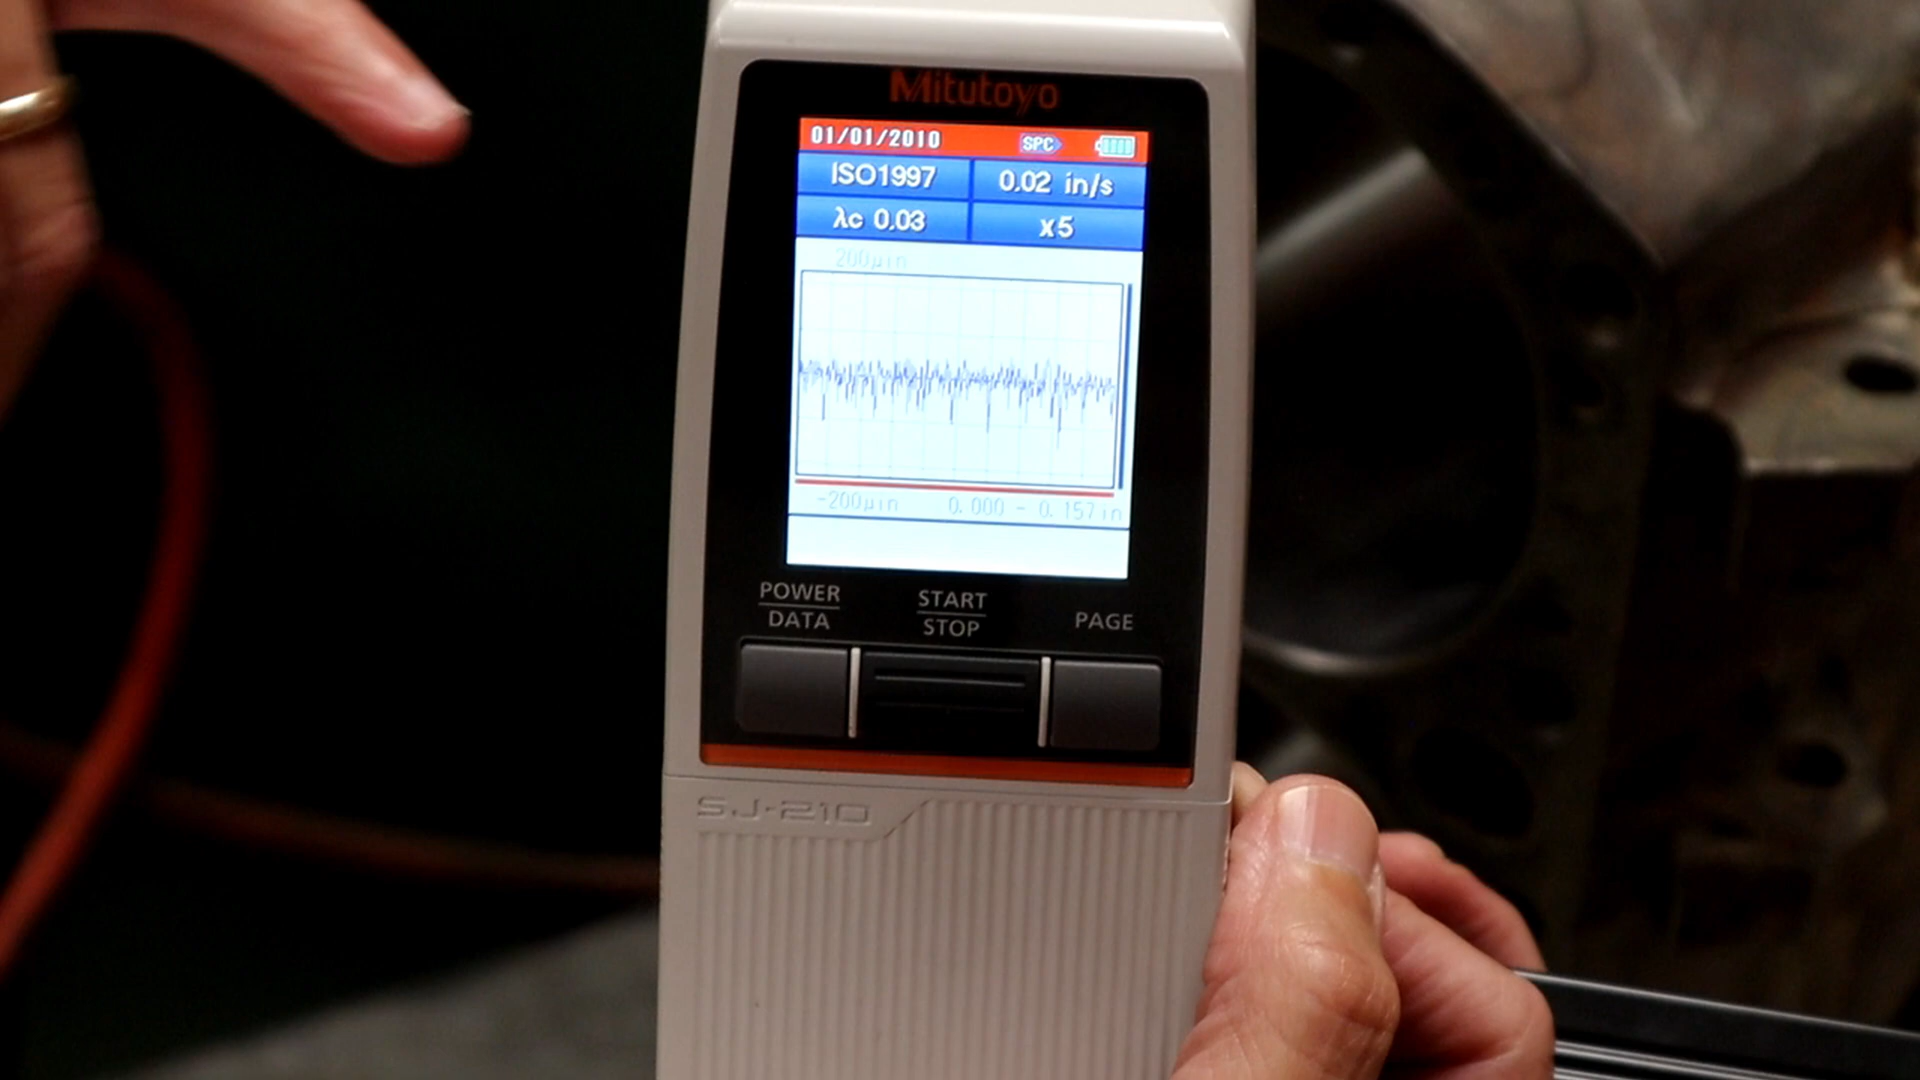 Mitutoyo
01/01/2010 SPC
ISO1997 0.02 in/s
λc 0.03 x5
200µin
-200µin 0.000 - 0.157in
POWER START PAGE
DATA STOP
SJ-210